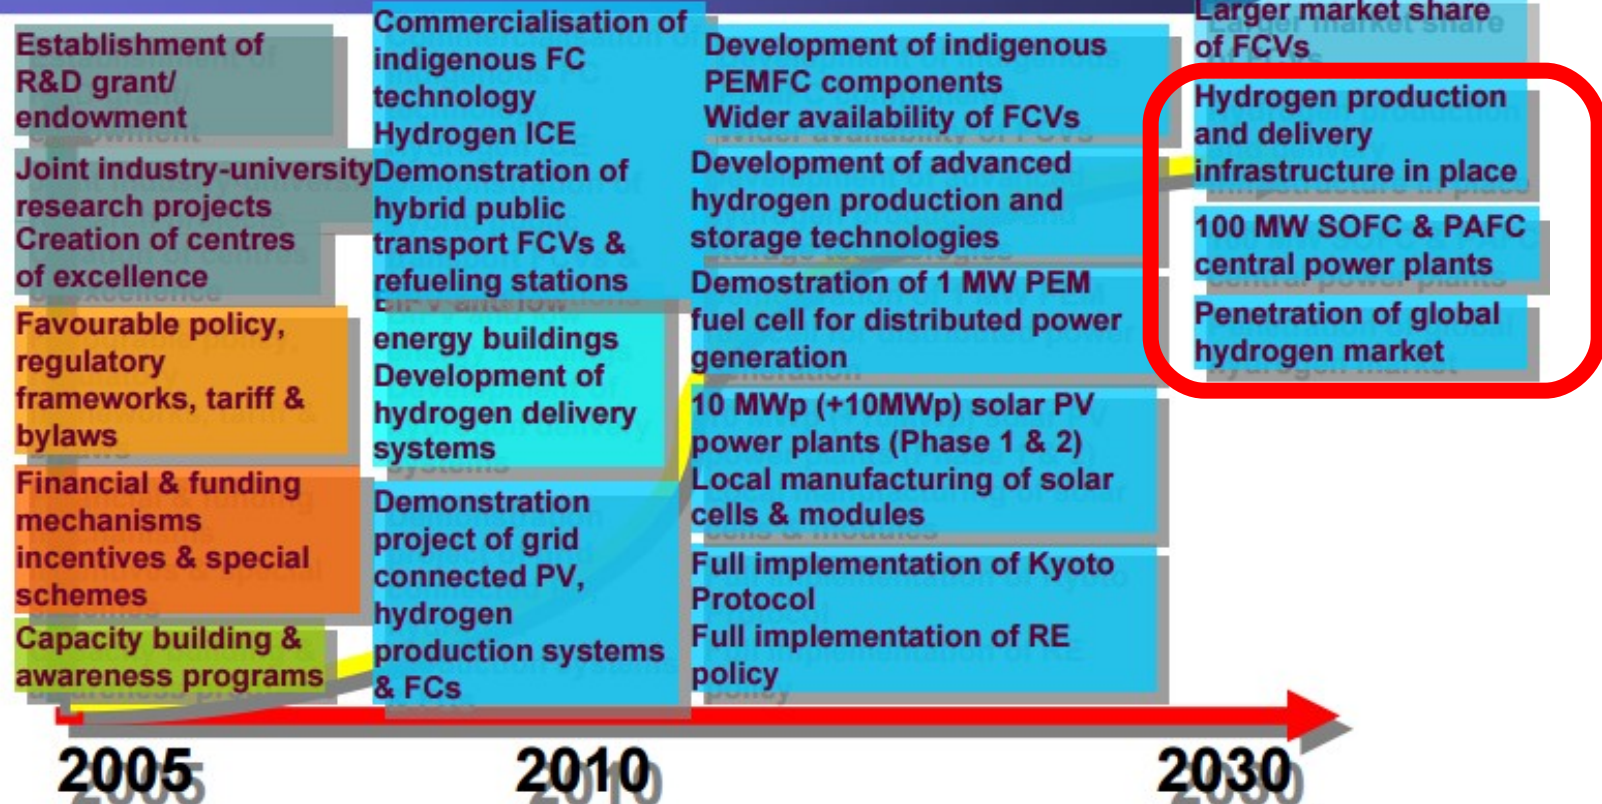 Establishment of
R&D grant/
endowment
Joint industry-university
research projects
Creation of centres
of excellence
Favourable policy,
regulatory
frameworks, tariff &
bylaws
Financial & funding
mechanisms
incentives & special
schemes
Capacity building &
awareness programs
Commercialisation of
indigenous FC
technology
Hydrogen ICE
Demonstration of
hybrid public
transport FCVs &
refueling stations
energy buildings
Development of
hydrogen delivery
systems
Demonstration
project of grid
connected PV,
hydrogen
production systems
& FCs
Development of indigenous
PEMFC components
Wider availability of FCVs
Development of advanced
hydrogen production and
storage technologies
Demostration of 1 MW PEM
fuel cell for distributed power
generation
10 MWp (+10MWp) solar PV
power plants (Phase 1 & 2)
Local manufacturing of solar
cells & modules
Full implementation of Kyoto
Protocol
Full implementation of RE
policy
Larger market share
of FCVs
Hydrogen production
and delivery
infrastructure in place
100 MW SOFC & PAFC
central power plants
Penetration of global
hydrogen market
2005
2010
2030